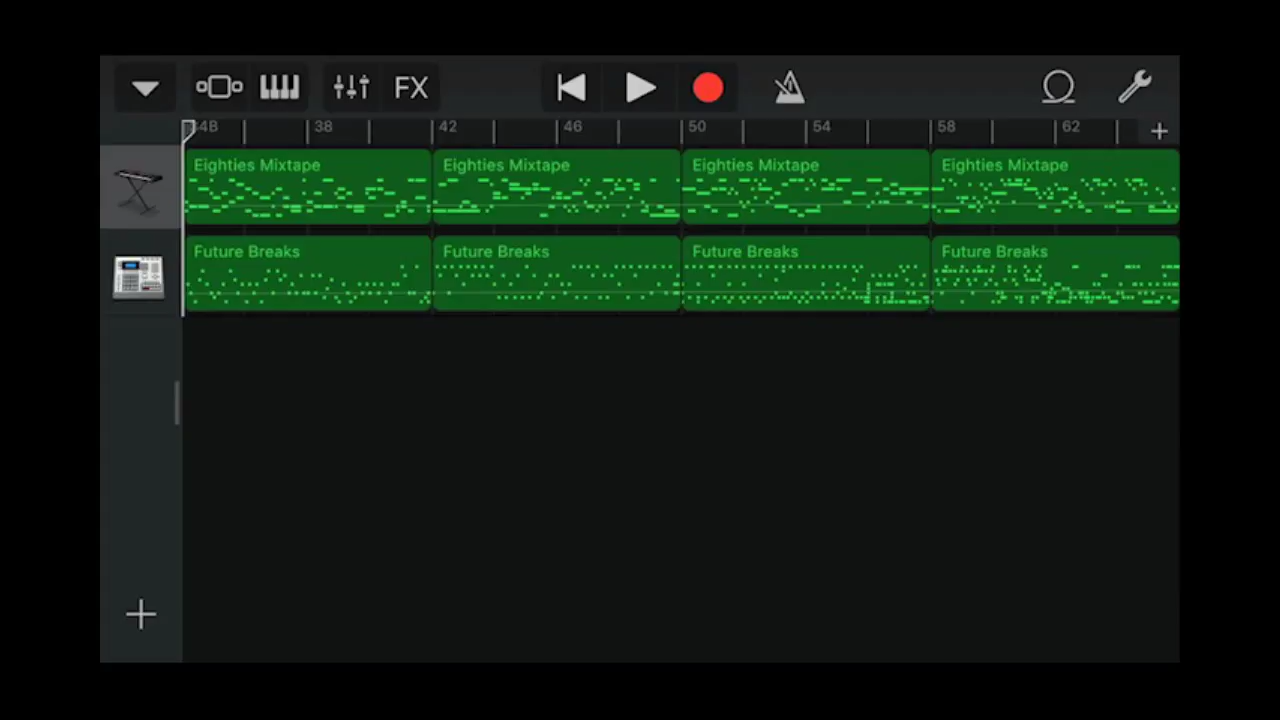 FX
38 42 46 50 54 58 62
Eighties Mixtape Eighties Mixtape Eighties Mixtape Eighties Mixtape
Future Breaks Future Breaks Future Breaks Future Breaks